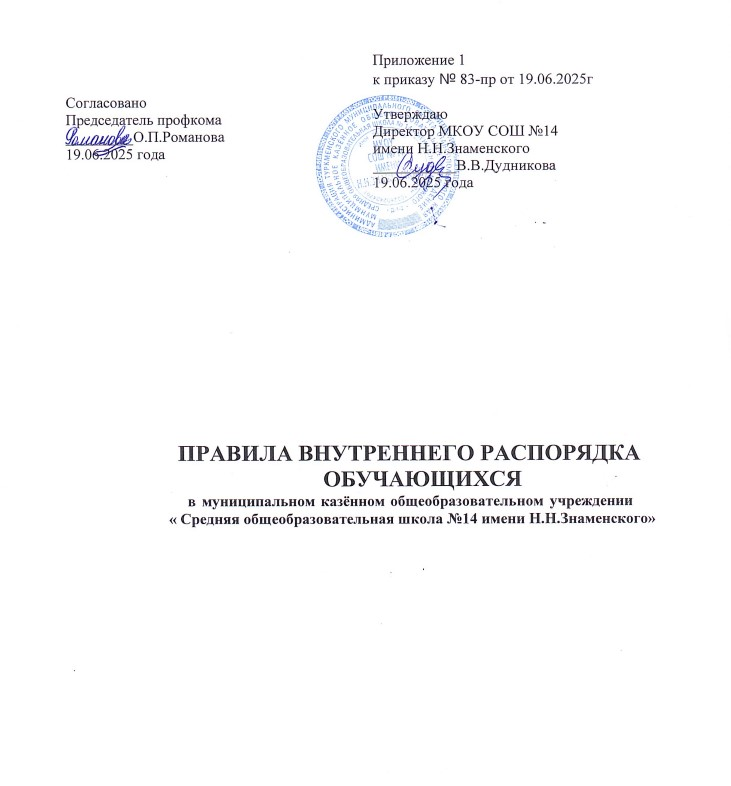 Приложение 1
к приказу № 83-пр от 19.06.2025г
Согласовано
Председатель профкома
Романова О.П.Романова
19.06.2025 года
Утверждаю
Директор МКОУ СОШ №14
имени Н.Н.Знаменского
В.В.Дудникова
19.06.2025 года
ПРАВИЛА ВНУТРЕННЕГО РАСПОРЯДКА
ОБУЧАЮЩИХСЯ
в муниципальном казённом общеобразовательном учреждении
« Средняя общеобразовательная школа №14 имени Н.Н.Знаменского»